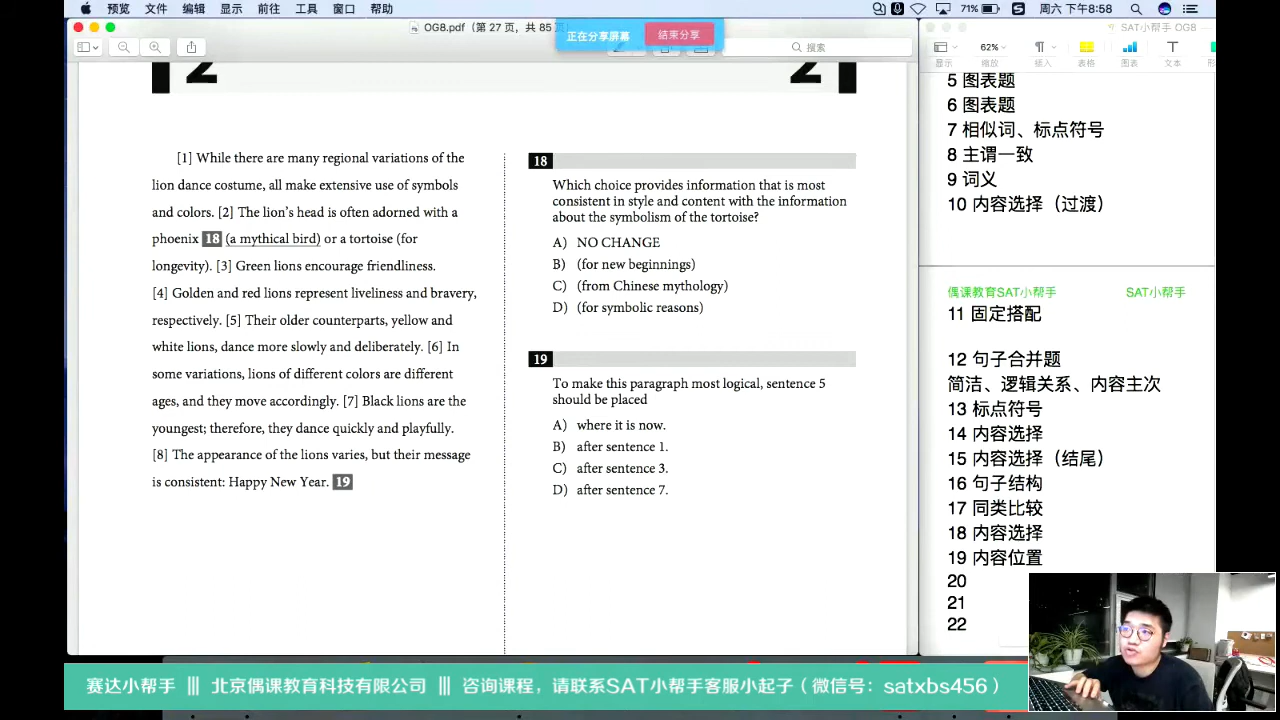 预览 文件 编辑 显示 前往 工具 窗口 帮助
71% 周六 下午8:58
OG8.pdf（第 27 页，共 85 页）
正在分享屏幕 结束分享
搜索
SAT小帮手 OG8
62%
显示 缩放 插入 表格 图表 文本
12
21
[1] While there are many regional variations of the
lion dance costume, all make extensive use of symbols
and colors. [2] The lion's head is often adorned with a
phoenix 18 (a mythical bird) or a tortoise (for
longevity). [3] Green lions encourage friendliness.
[4] Golden and red lions represent liveliness and bravery,
respectively. [5] Their older counterparts, yellow and
white lions, dance more slowly and deliberately. [6] In
some variations, lions of different colors are different
ages, and they move accordingly. [7] Black lions are the
youngest; therefore, they dance quickly and playfully.
[8] The appearance of the lions varies, but their message
is consistent: Happy New Year. 19
18
Which choice provides information that is most
consistent in style and content with the information
about the symbolism of the tortoise?
A) NO CHANGE
B) (for new beginnings)
C) (from Chinese mythology)
D) (for symbolic reasons)
19
To make this paragraph most logical, sentence 5
should be placed
A) where it is now.
B) after sentence 1.
C) after sentence 3.
D) after sentence 7.
5 图表题
6 图表题
7 相似词、标点符号
8 主谓一致
9 词义
10 内容选择（过渡）
偶课教育SAT小帮手 SAT小帮手
11 固定搭配
12 句子合并题
简洁、逻辑关系、内容主次
13 标点符号
14 内容选择
15 内容选择（结尾）
16 句子结构
17 同类比较
18 内容选择
19 内容位置
20
21
22
赛达小帮手 ||| 北京偶课教育科技有限公司 ||| 咨询课程，请联系SAT小帮手客服小起子（微信号：satxbs456）